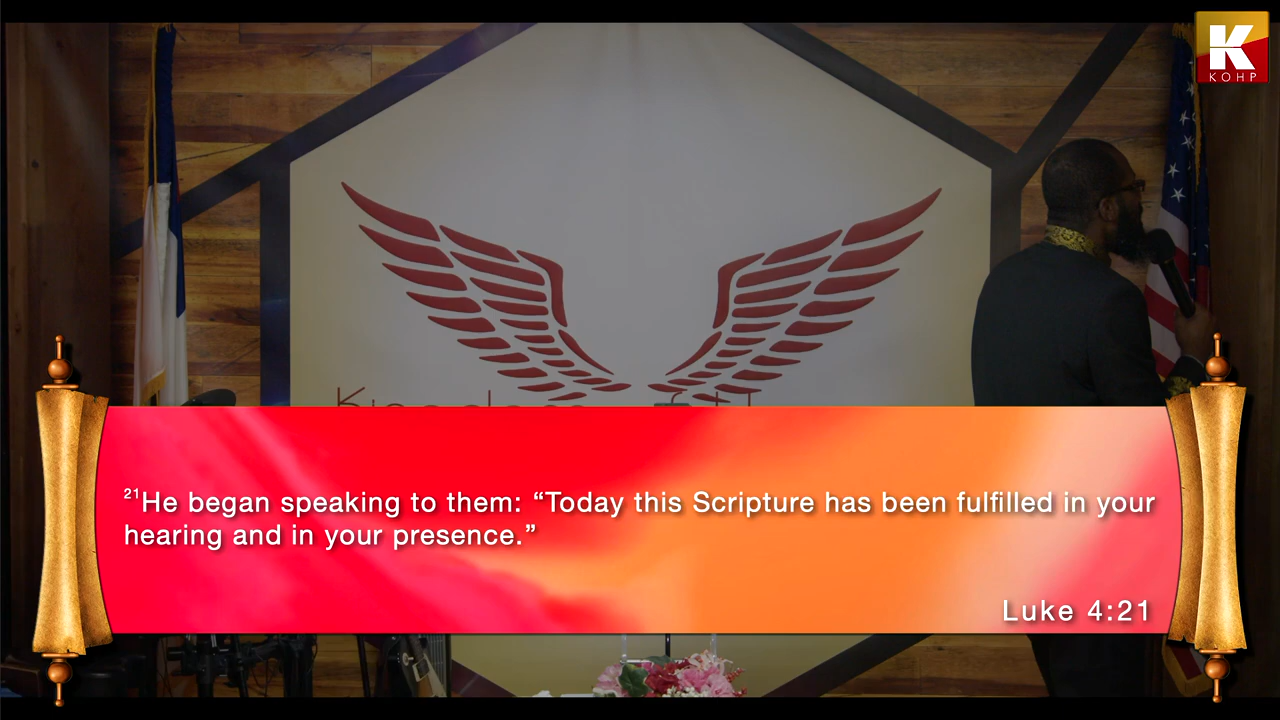 K
KOHP
²¹He began speaking to them: “Today this Scripture has been fulfilled in your
hearing and in your presence.”
Luke 4:21